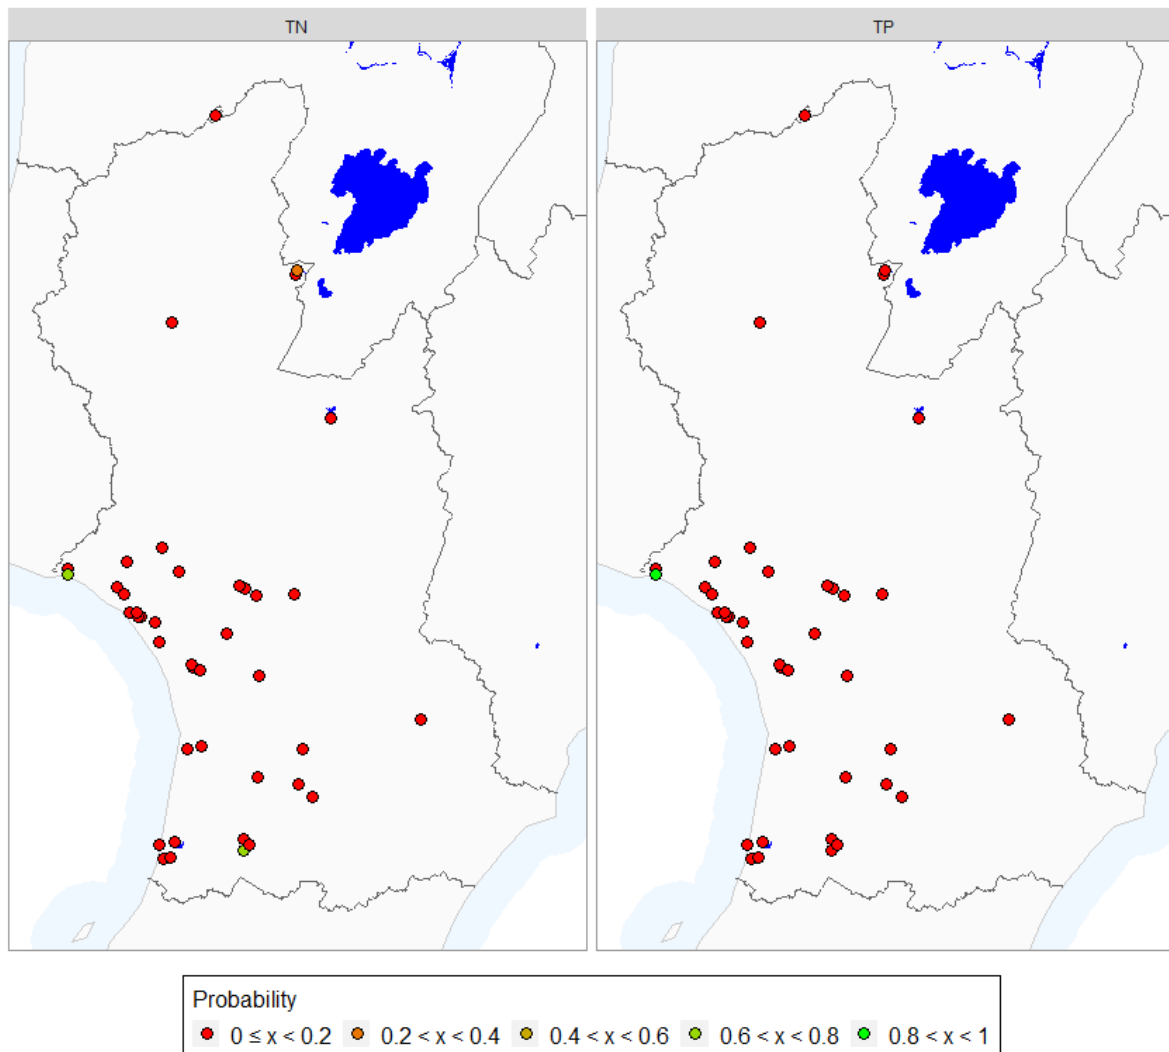 TN
TP
Probability
0 ≤ x < 0.2
0.2 < x < 0.4
0.4 < x < 0.6
0.6 < x < 0.8
0.8 < x < 1